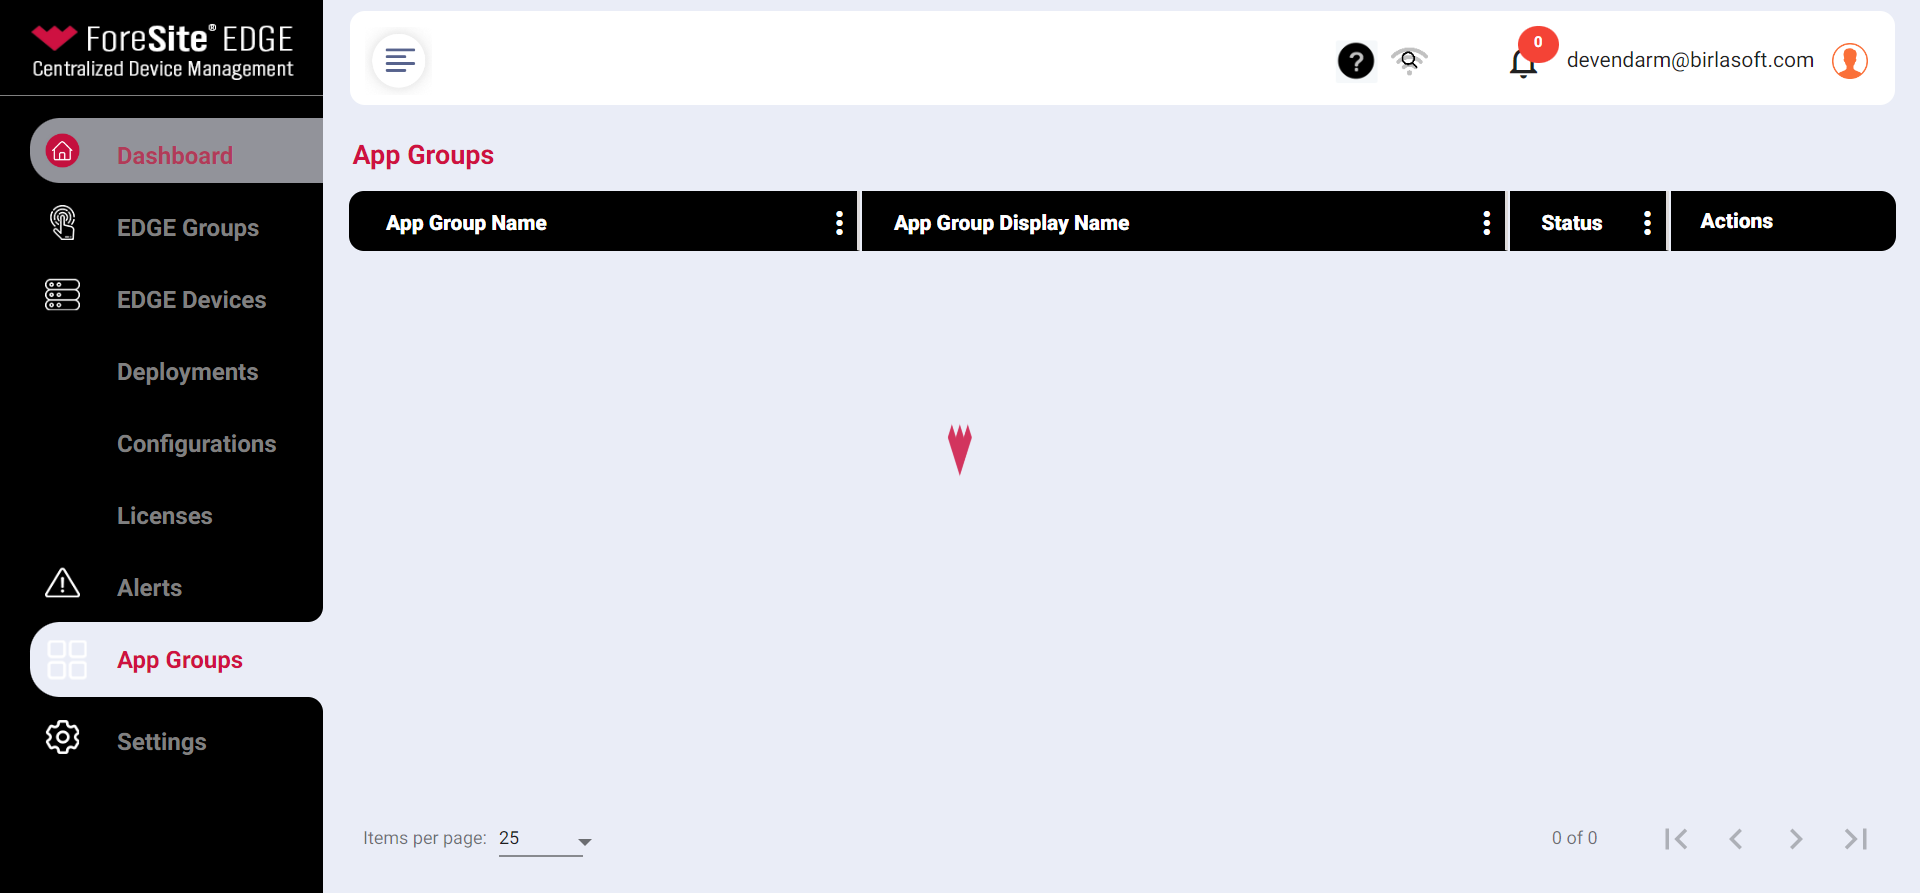 ForeSite® EDGE
Centralized Device Management
Dashboard
EDGE Groups
EDGE Devices
Deployments
Configurations
Licenses
Alerts
App Groups
Settings
?
0
devendarm@birlasoft.com
App Groups
App Group Name
App Group Display Name
Status
Actions
Items per page: 25
0 of 0